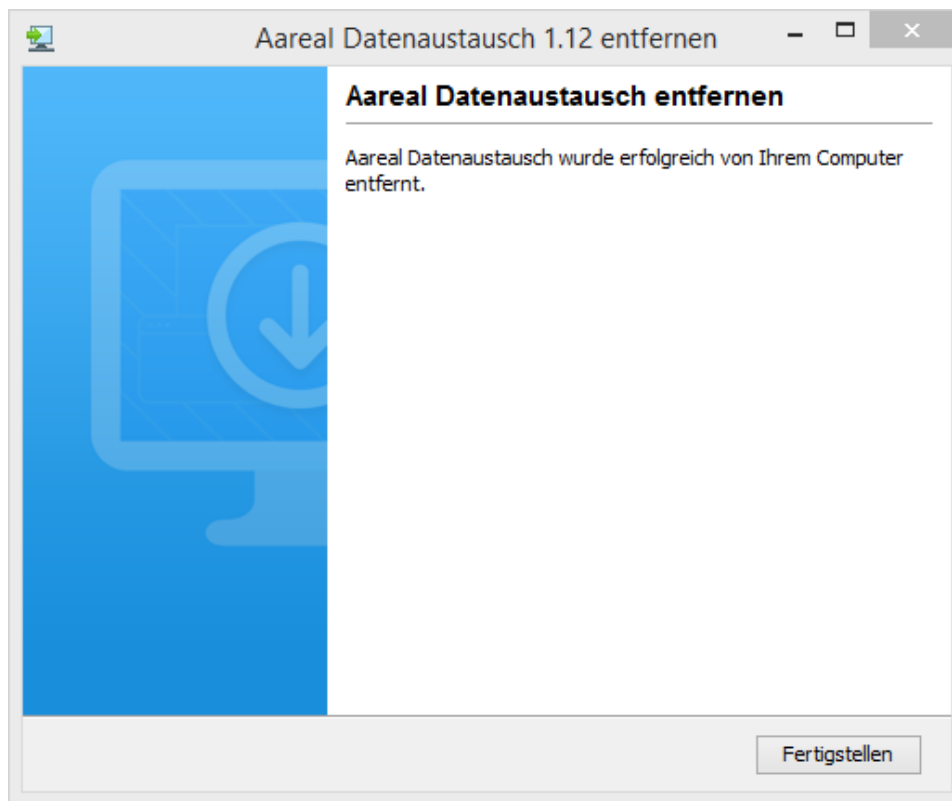 Aareal Datenaustausch 1.12 entfernen
Aareal Datenaustausch entfernen
Aareal Datenaustausch wurde erfolgreich von Ihrem Computer
entfernt.
Fertigstellen